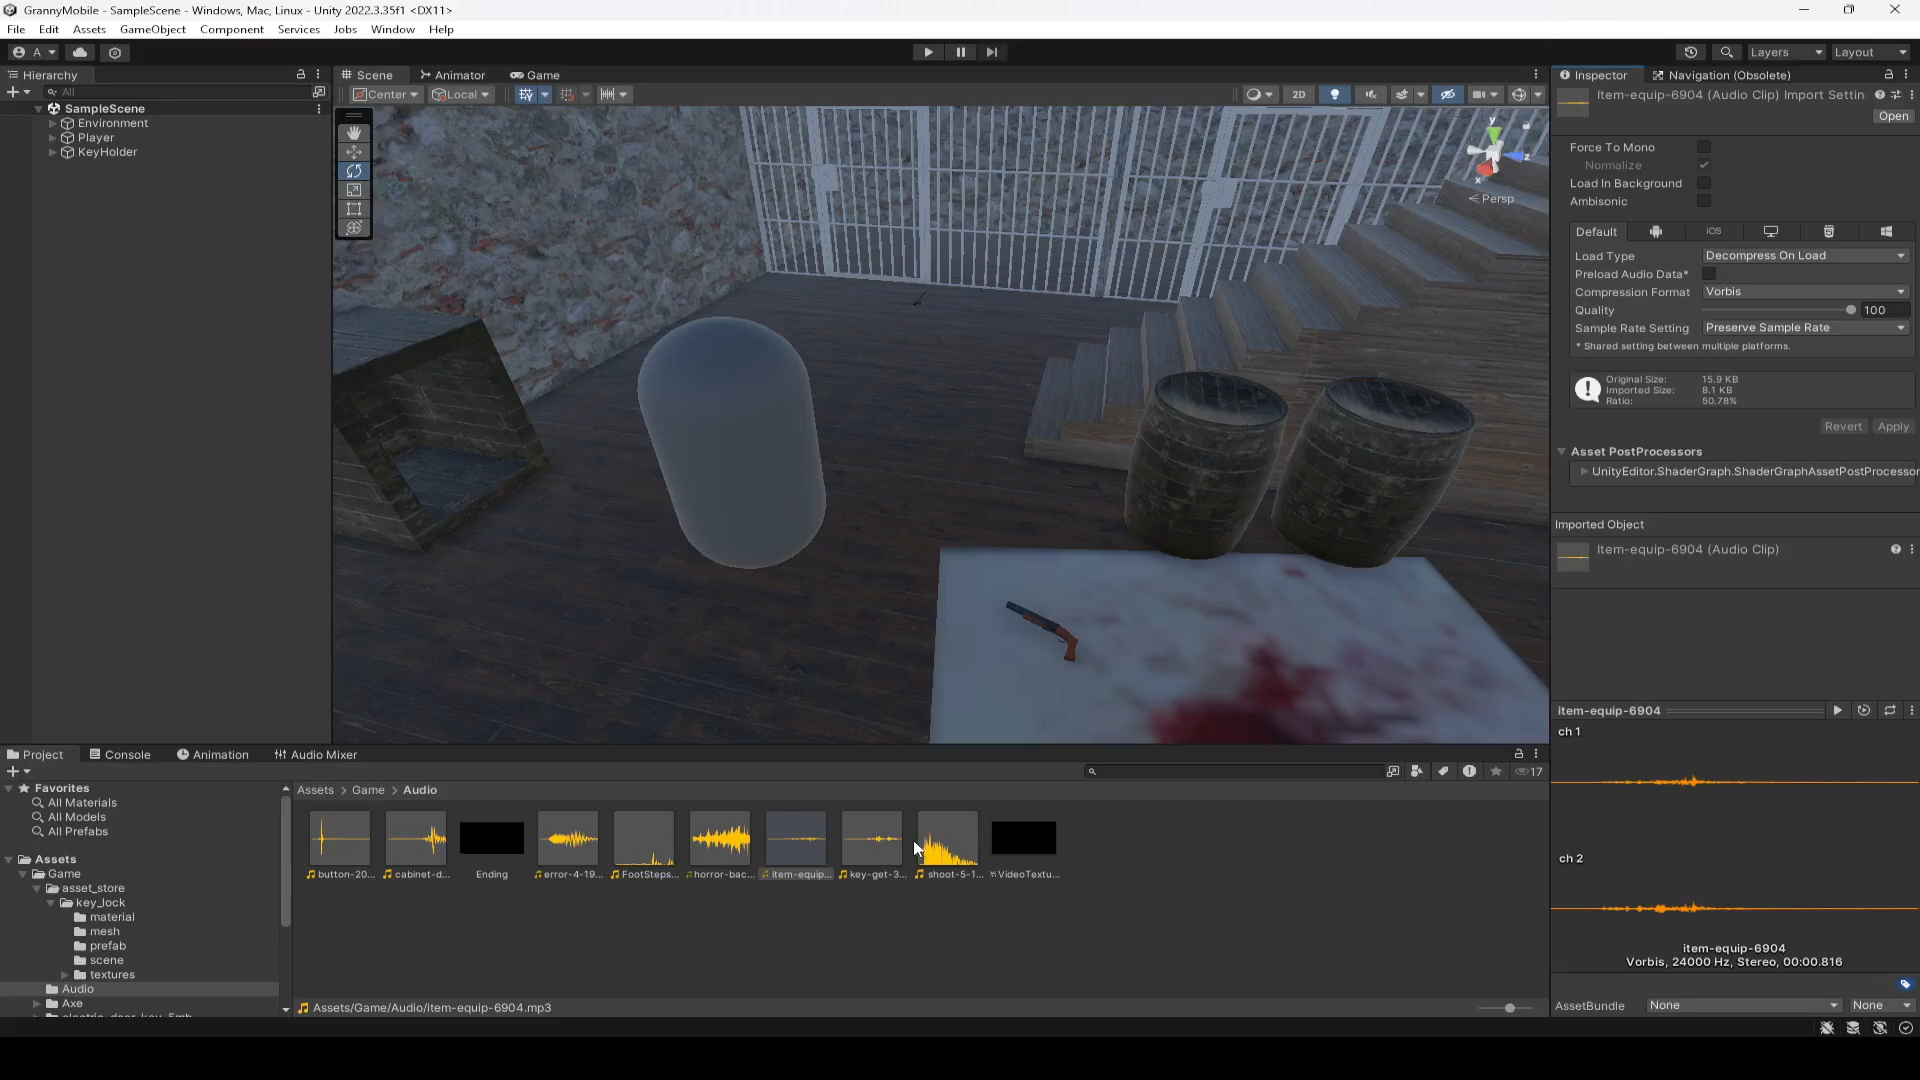 GrannyMobile - SampleScene - Windows, Mac, Linux - Unity 2022.3.35f1 <DX11>
File Edit Assets GameObject Component Services Jobs Window Help
A
Layers Layout
Hierarchy
All
SampleScene
Environment
Player
KeyHolder
Scene Animator Game
Center Local
2D
y
z
x
< Persp
Inspector Navigation (Obsolete)
Item-equip-6904 (Audio Clip) Import Settin
Open
Force To Mono
Normalize
Load In Background
Ambisonic
Default iOS
Load Type Decompress On Load
Preload Audio Data*
Compression Format Vorbis
Quality 100
Sample Rate Setting Preserve Sample Rate
* Shared setting between multiple platforms.
Original Size: 15.9 KB
Imported Size: 8.1 KB
Ratio: 50.78%
Revert Apply
Asset PostProcessors
UnityEditor.ShaderGraph.ShaderGraphAssetPostProcessor
Imported Object
Item-equip-6904 (Audio Clip)
item-equip-6904
ch 1
ch 2
item-equip-6904
Vorbis, 24000 Hz, Stereo, 00:00.816
AssetBundle None None
Project Console Animation Audio Mixer
17
Favorites
All Materials
All Models
All Prefabs
Assets
Game
asset_store
key_lock
material
mesh
prefab
scene
textures
Audio
Axe
electric_door_key_5mb
Assets > Game > Audio
button-20... cabinet-d... Ending error-4-19... FootSteps... horror-bac... item-equip... key-get-3... shoot-5-1... VideoTextu...
Assets/Game/Audio/item-equip-6904.mp3